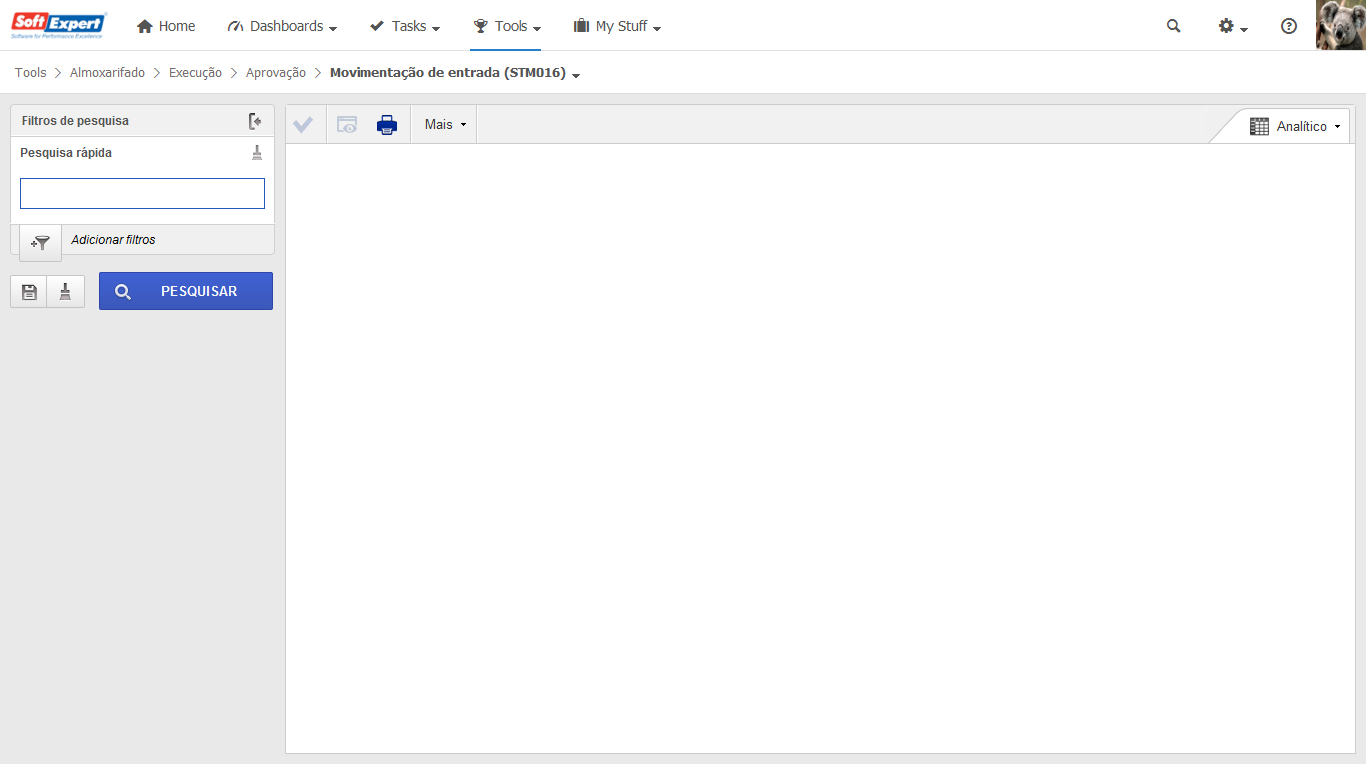 SoftExpert
Software for Performance Excellence
Home
Dashboards
Tasks
Tools
My Stuff
Tools > Almoxarifado > Execução > Aprovação > Movimentação de entrada (STM016)
Filtros de pesquisa
Mais
Analítico
Pesquisa rápida
Adicionar filtros
PESQUISAR